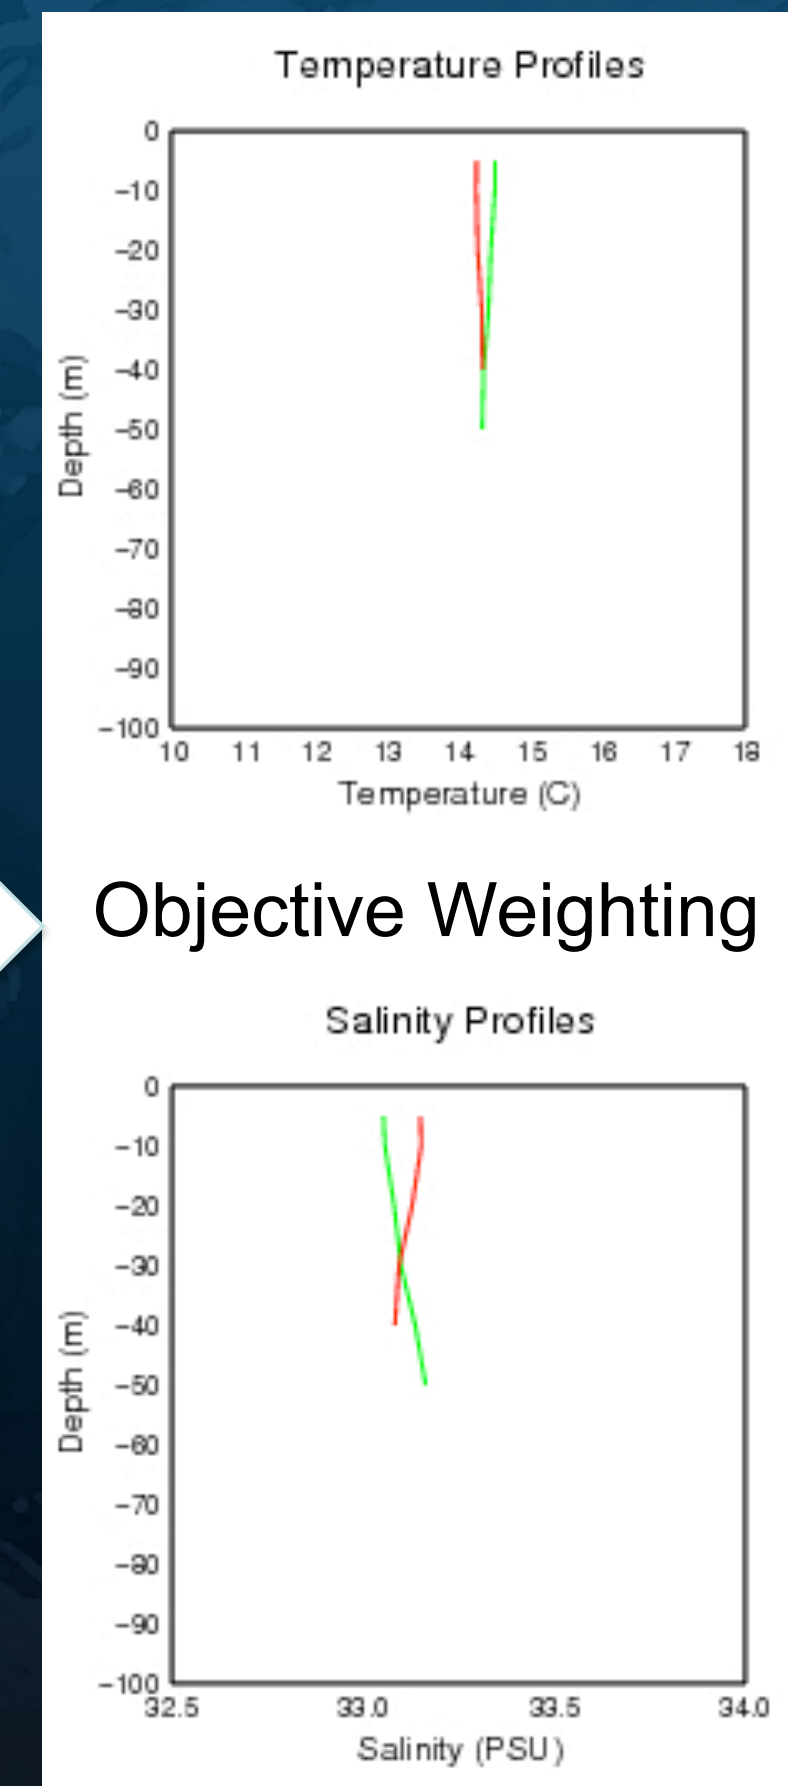 Temperature Profiles
0
−10
−20
−30
−40
−50
−60
−70
−80
−90
−100
Depth (m)
10 11 12 13 14 15 16 17 18
Temperature (C)
Objective Weighting
Salinity Profiles
0
−10
−20
−30
−40
−50
−60
−70
−80
−90
−100
Depth (m)
32.5 33.0 33.5 34.0
Salinity (PSU)